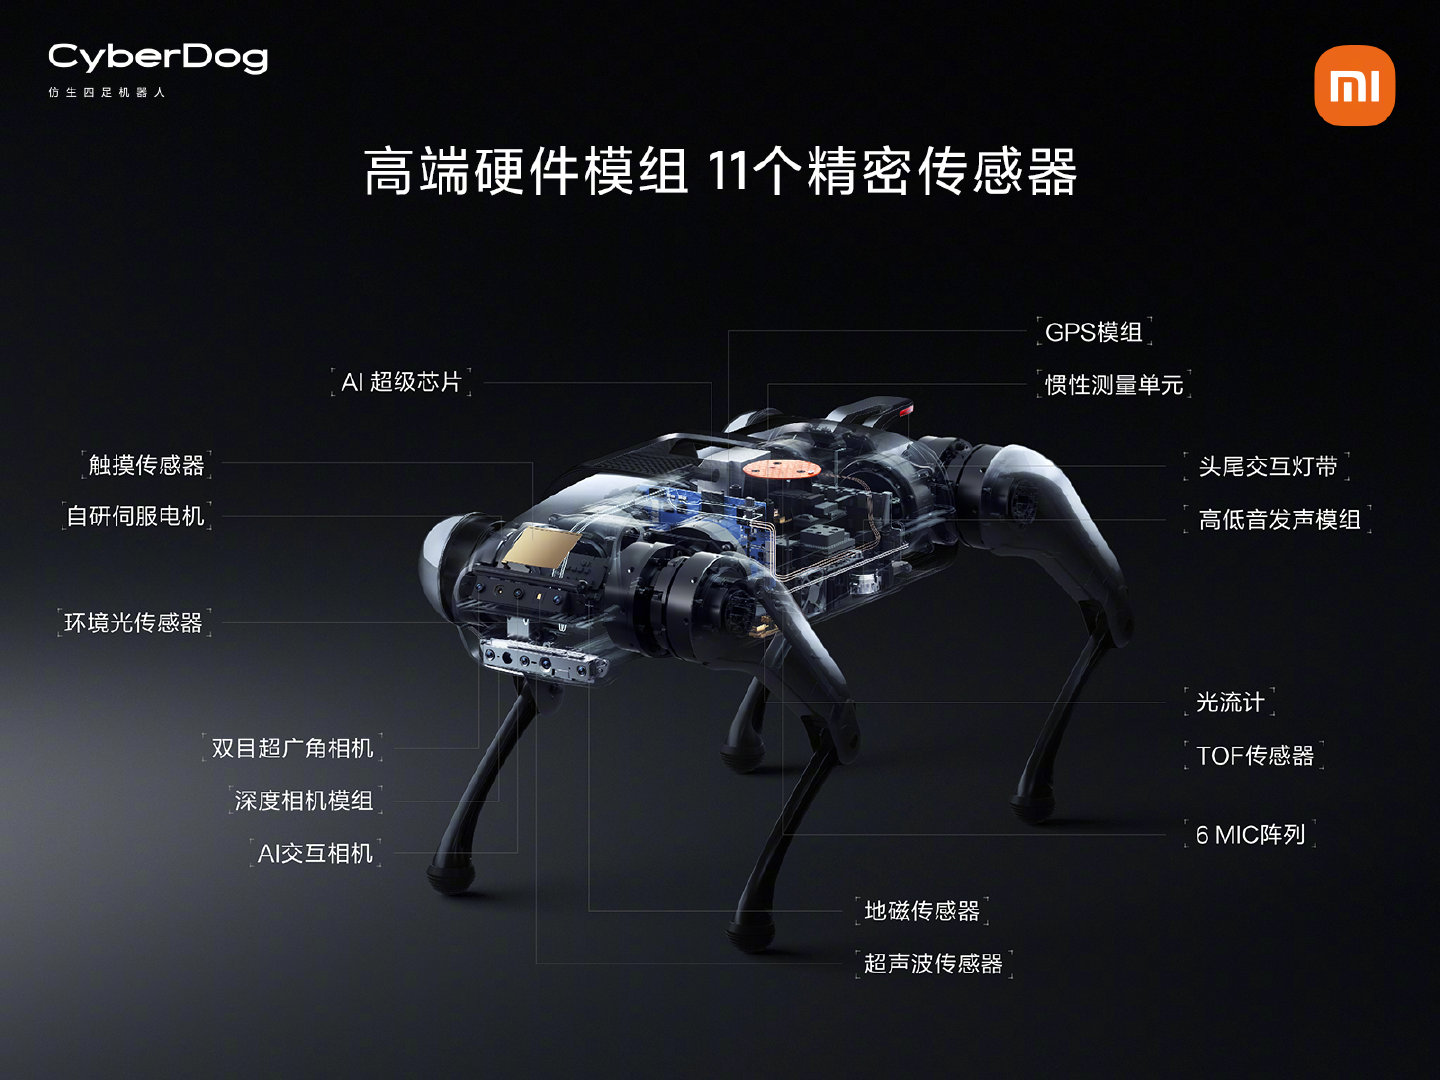 CyberDog
仿生四足机器人
mi
高端硬件模组 11个精密传感器
GPS模组
AI 超级芯片
惯性测量单元
触摸传感器
头尾交互灯带
自研伺服电机
高低音发声模组
环境光传感器
光流计
双目超广角相机
TOF传感器
深度相机模组
6 MIC阵列
AI交互相机
地磁传感器
超声波传感器